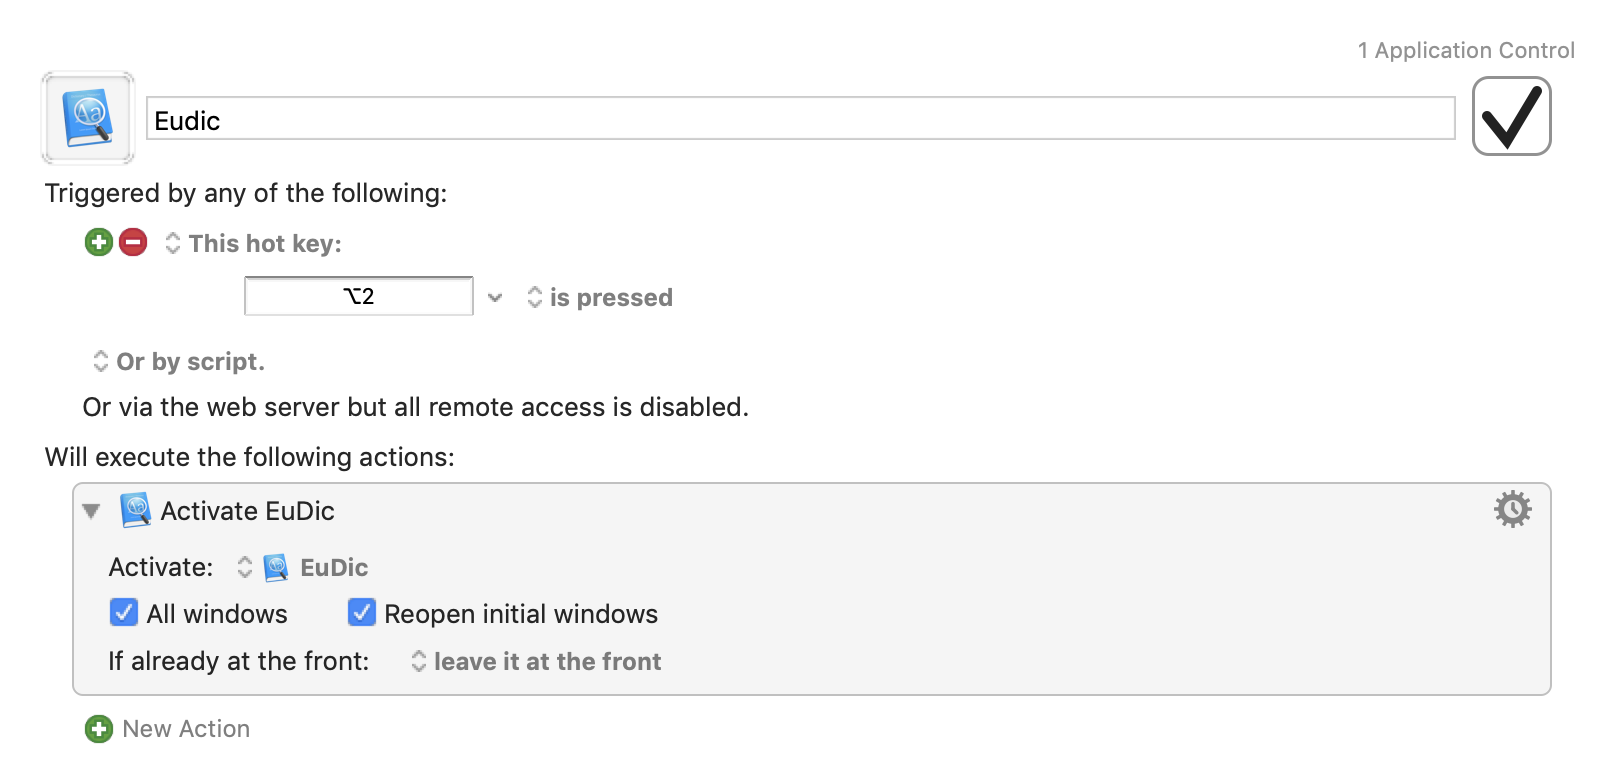 1 Application Control
Eudic
Triggered by any of the following:
This hot key:
⌥2
is pressed
Or by script.
Or via the web server but all remote access is disabled.
Will execute the following actions:
Activate EuDic
Activate: EuDic
All windows Reopen initial windows
If already at the front: leave it at the front
New Action